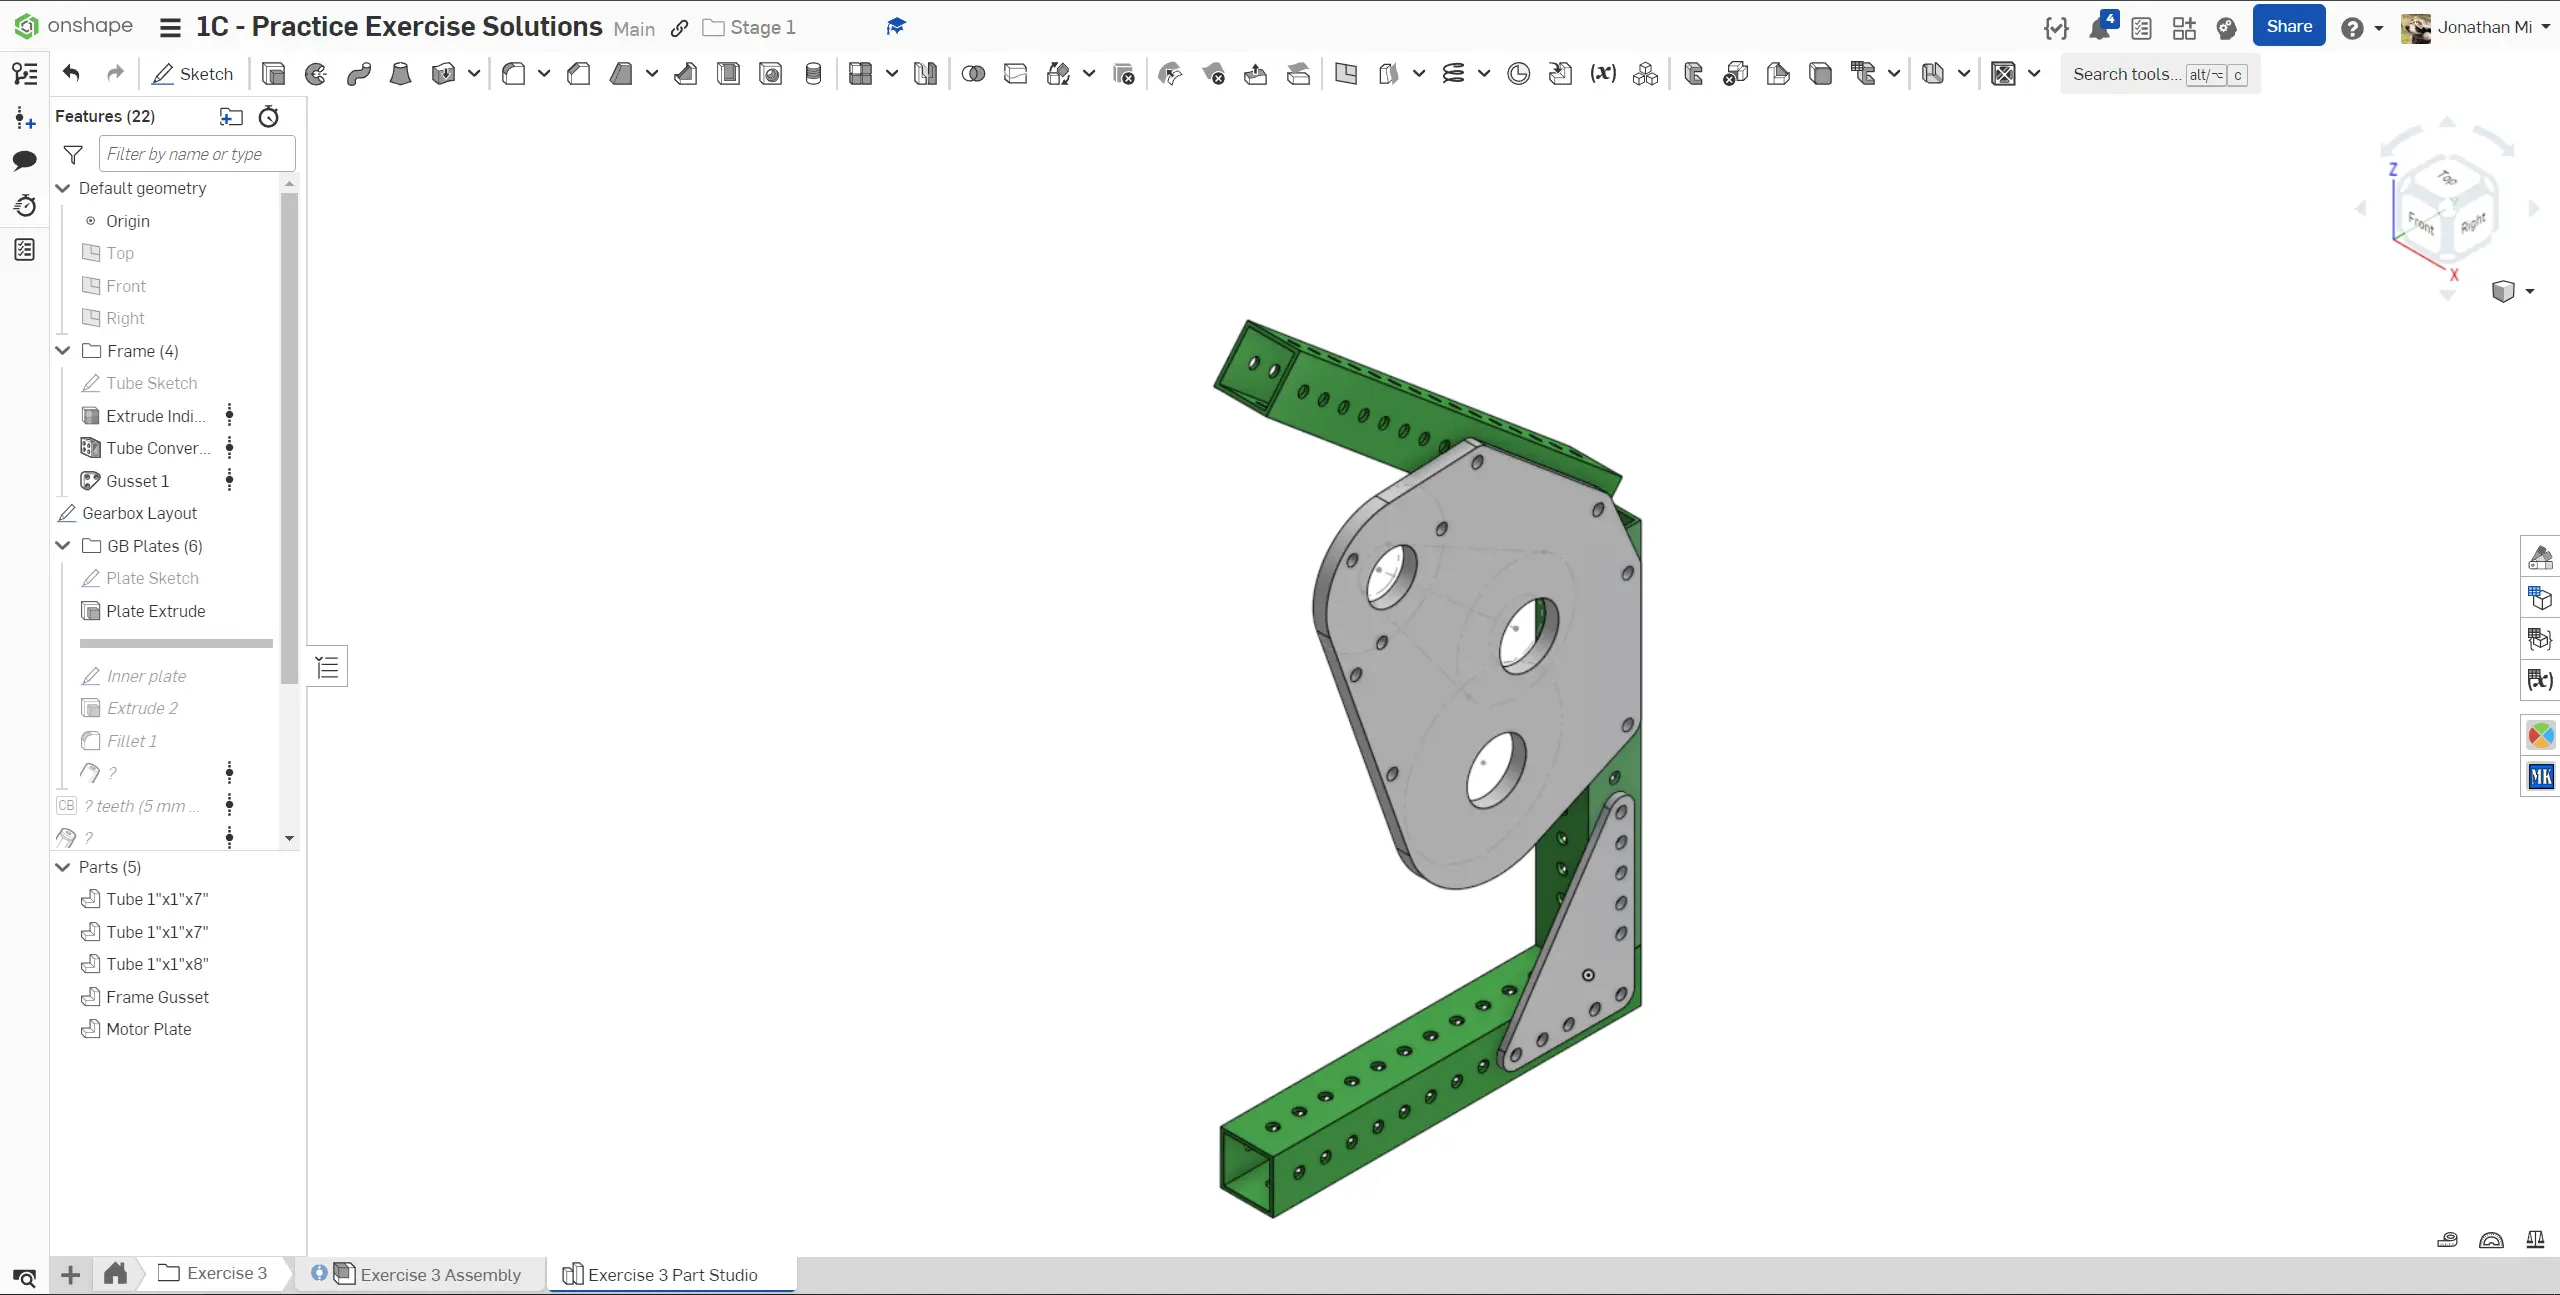 onshape
1C - Practice Exercise Solutions Main Stage 1
4
Share
Jonathan Mi
Sketch
(x)
Search tools... alt/⌥ c
Features (22)
Filter by name or type
Default geometry
Origin
Top
Front
Right
Frame (4)
Tube Sketch
Extrude Indi...
Tube Conver...
Gusset 1
Gearbox Layout
GB Plates (6)
Plate Sketch
Plate Extrude
Inner plate
Extrude 2
Fillet 1
?
CB ? teeth (5 mm ...
?
Parts (5)
Tube 1"x1"x7"
Tube 1"x1"x7"
Tube 1"x1"x8"
Frame Gusset
Motor Plate
Z
Top
Front
Right
X
(x)
MK
Exercise 3
Exercise 3 Assembly
Exercise 3 Part Studio